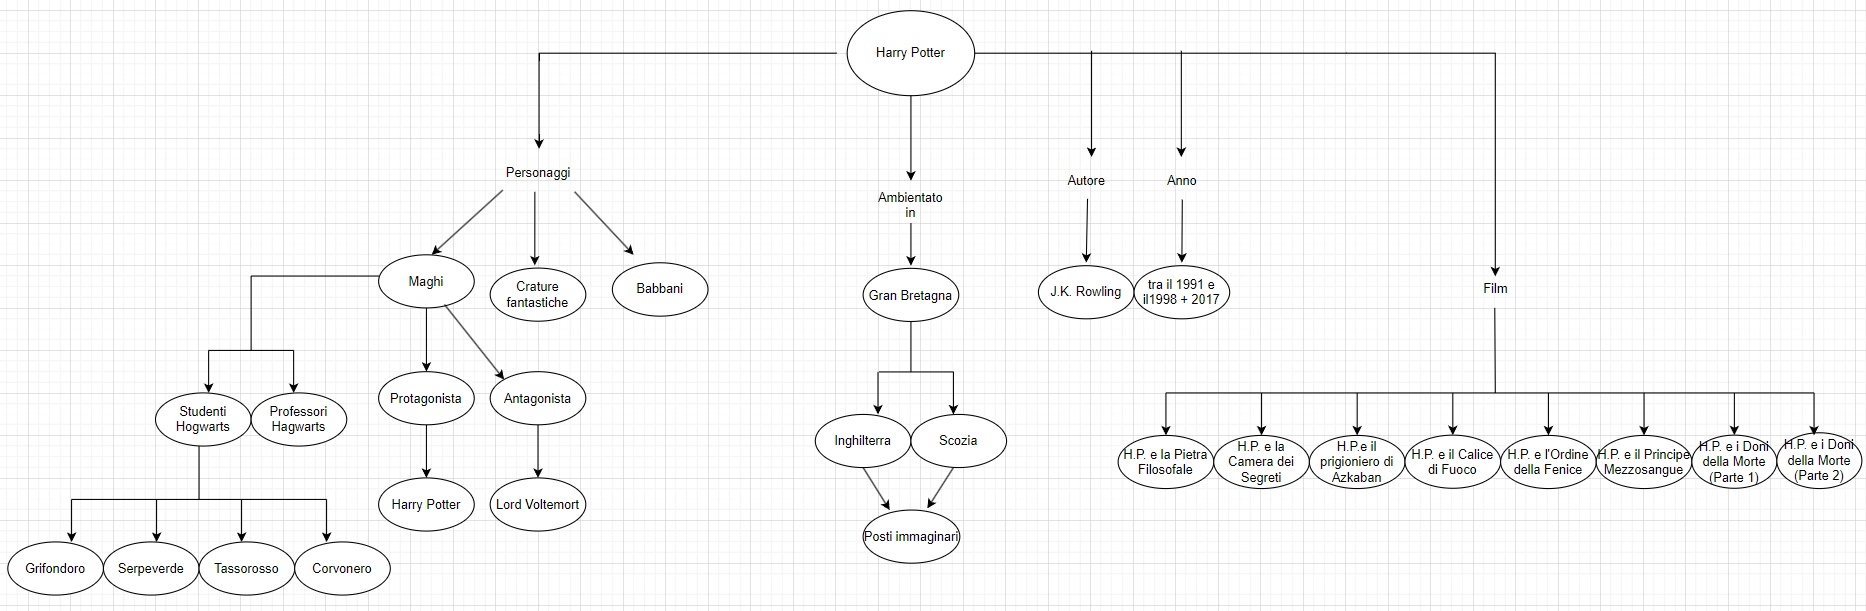 Harry Potter
Personaggi
Ambientato
in
Autore
Anno
Film
Maghi
Crature
fantastiche
Babbani
Gran Bretagna
J.K. Rowling
tra il 1991 e
il1998 + 2017
Studenti
Hogwarts
Professori
Hagwarts
Protagonista
Antagonista
Inghilterra
Scozia
H.P. e la Pietra
Filosofale
H.P. e la
Camera dei
Segreti
H.P.e il
prigioniero di
Azkaban
H.P. e il Calice
di Fuoco
H.P. e l'Ordine
della Fenice
H.P. e il Principe
Mezzosangue
H.P. e i Doni
della Morte
(Parte 1)
H.P. e i Doni
della Morte
(Parte 2)
Harry Potter
Lord Voltemort
Posti immaginari
Grifondoro
Serpeverde
Tassorosso
Corvonero